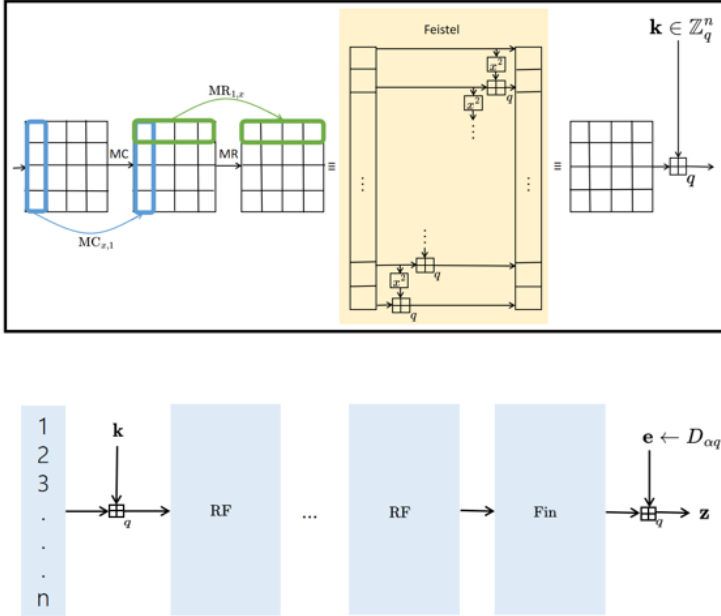 Feistel
k ∈ ℤ_q^n
x²
q
x²
⋮
MR_{1,x}
MC
MR
≡
⋮
⋮
≡
q
MC_{x,1}
⋮
q
x²
q
1
2
3
.
.
.
n
k
q
RF
...
RF
Fin
e ← D_{αq}
q
z